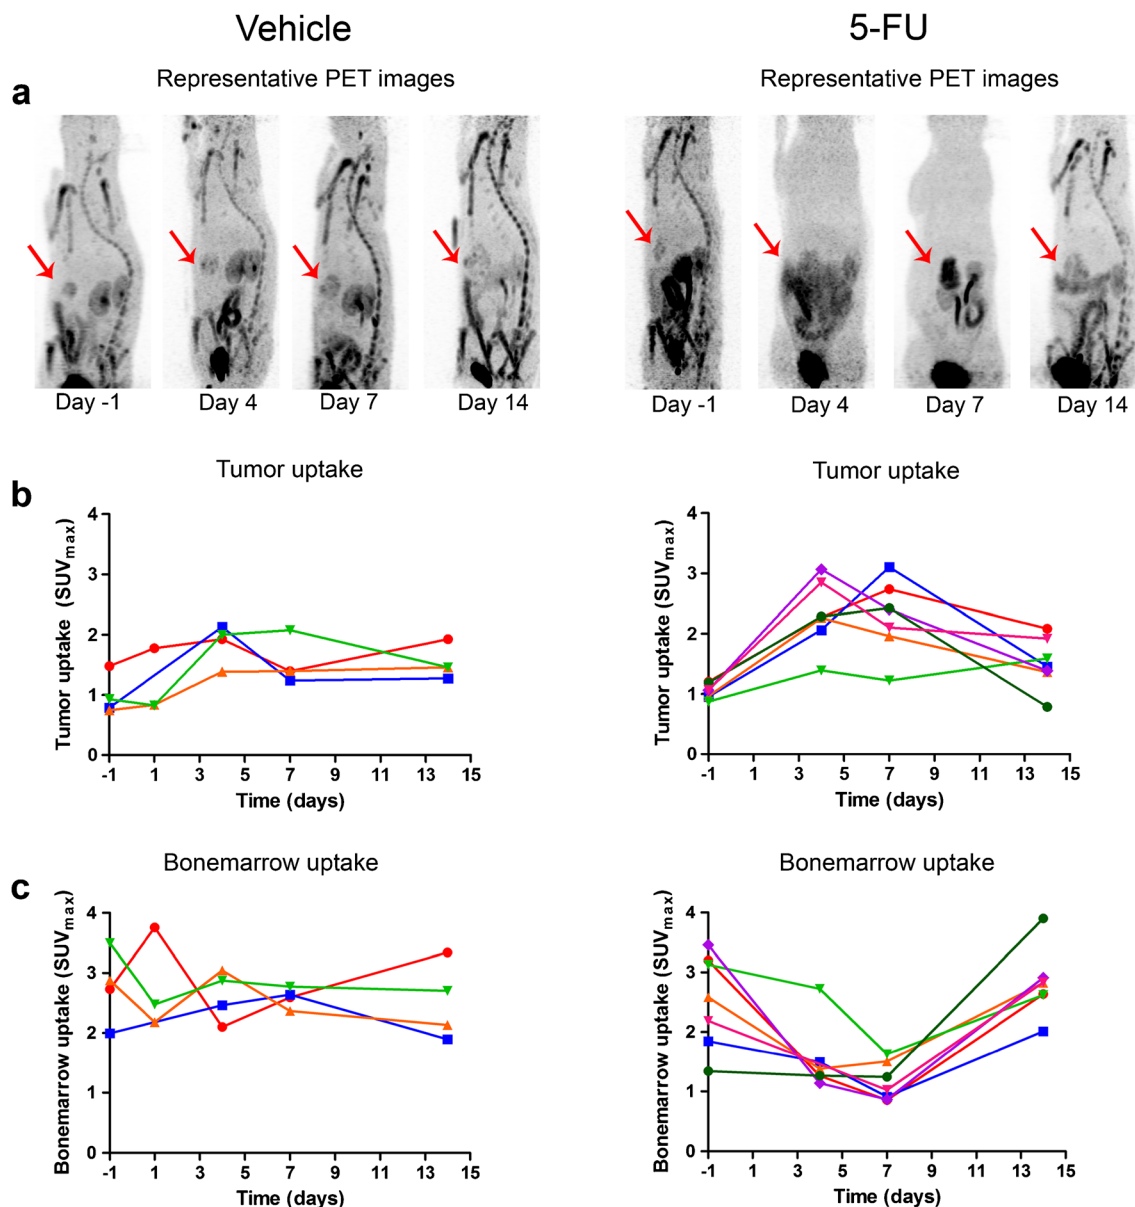 Vehicle 5-FU
a Representative PET images Representative PET images
Day -1 Day 4 Day 7 Day 14 Day -1 Day 4 Day 7 Day 14
b Tumor uptake Tumor uptake
Tumor uptake (SUVmax)
4
3
2
1
0
-1 1 3 5 7 9 11 13 15
Time (days)
Tumor uptake (SUVmax)
4
3
2
1
0
-1 1 3 5 7 9 11 13 15
Time (days)
c Bonemarrow uptake Bonemarrow uptake
Bonemarrow uptake (SUVmax)
4
3
2
1
0
-1 1 3 5 7 9 11 13 15
Time (days)
Bonemarrow uptake (SUVmax)
4
3
2
1
0
-1 1 3 5 7 9 11 13 15
Time (days)